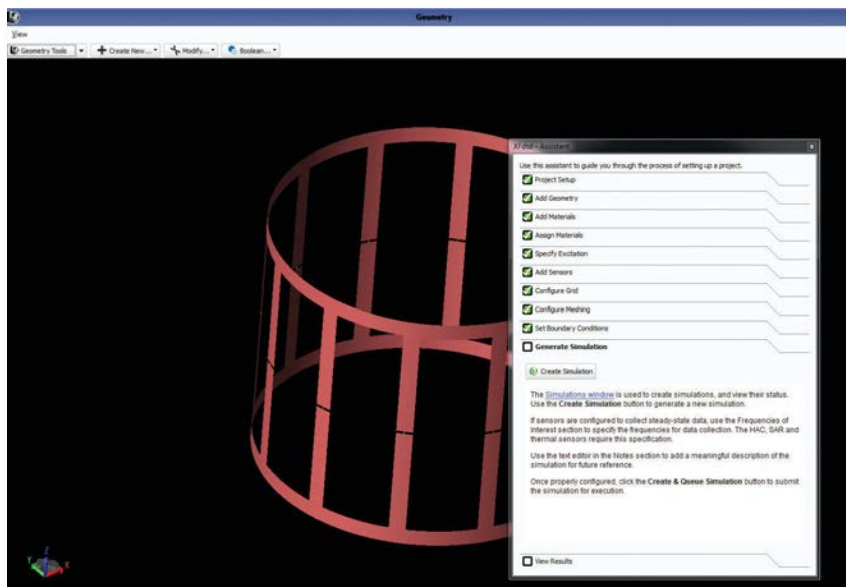 Geometry
View
Geometry Tools
Create New...
Modify...
Boolean...
XFdtd - Assistant
Use this assistant to guide you through the process of setting up a project.
Project Setup
Add Geometry
Add Materials
Assign Materials
Specify Excitation
Add Sensors
Configure Grid
Configure Meshing
Set Boundary Conditions
Generate Simulation
Create Simulation
The Simulations window is used to create simulations, and view their status.
Use the Create Simulation button to generate a new simulation.
If sensors are configured to collect steady-state data, use the Frequencies of
Interest section to specify the frequencies for data collection. The HAC, SAR and
thermal sensors require this specification.
Use the text editor in the Notes section to add a meaningful description of the
simulation for future reference.
Once properly configured, click the Create & Queue Simulation button to submit
the simulation for execution.
View Results
Z
Y
X